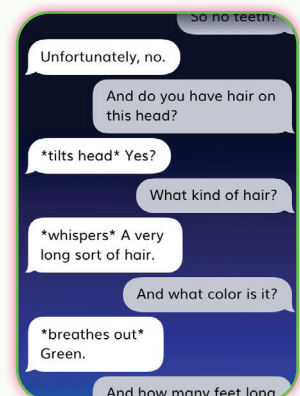 So no teeth?
Unfortunately, no.
And do you have hair on
this head?
*tilts head* Yes?
What kind of hair?
*whispers* A very
long sort of hair.
And what color is it?
*breathes out*
Green.
And how many feet long